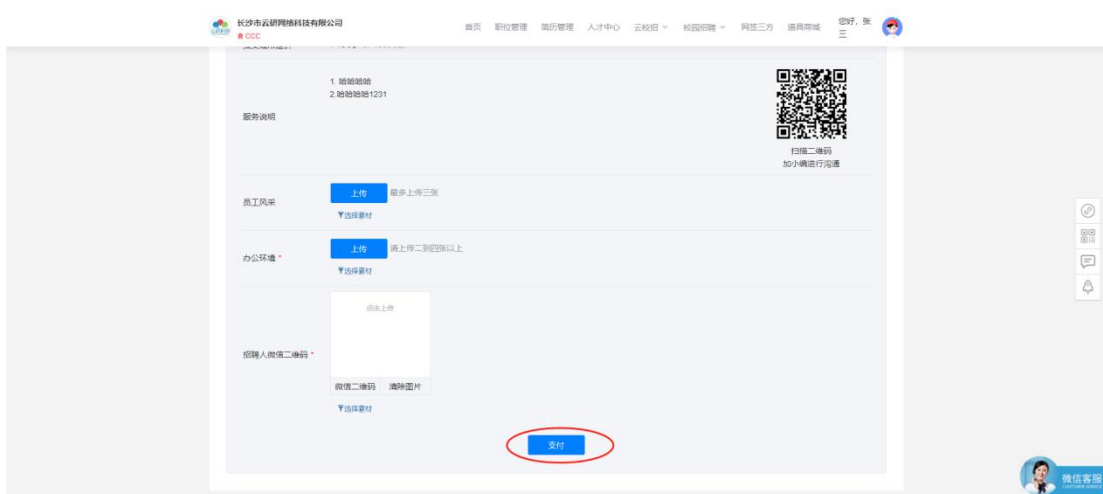 长沙市云研网络科技有限公司
R CCC
首页 职位管理 简历管理 人才中心 云校招 校园招聘 网签三方 道具商城
您好，张
三
1. 哈哈哈哈
2.哈哈哈哈1231
服务说明
扫描二维码
加小编进行沟通
员工风采
上传 最多上传三张
选择素材
办公环境 *
上传 请上传二到四张以上
选择素材
点击上传
招聘人微信二维码 *
微信二维码 清除图片
选择素材
支付
微信客服
CUSTOMER SERVICE